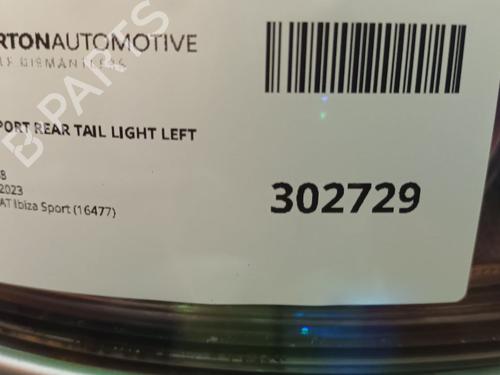 RTONAUTOMOTIVE
PORT REAR TAIL LIGHT LEFT
8
2023
AT Ibiza Sport (16477)
302729
B PARTS